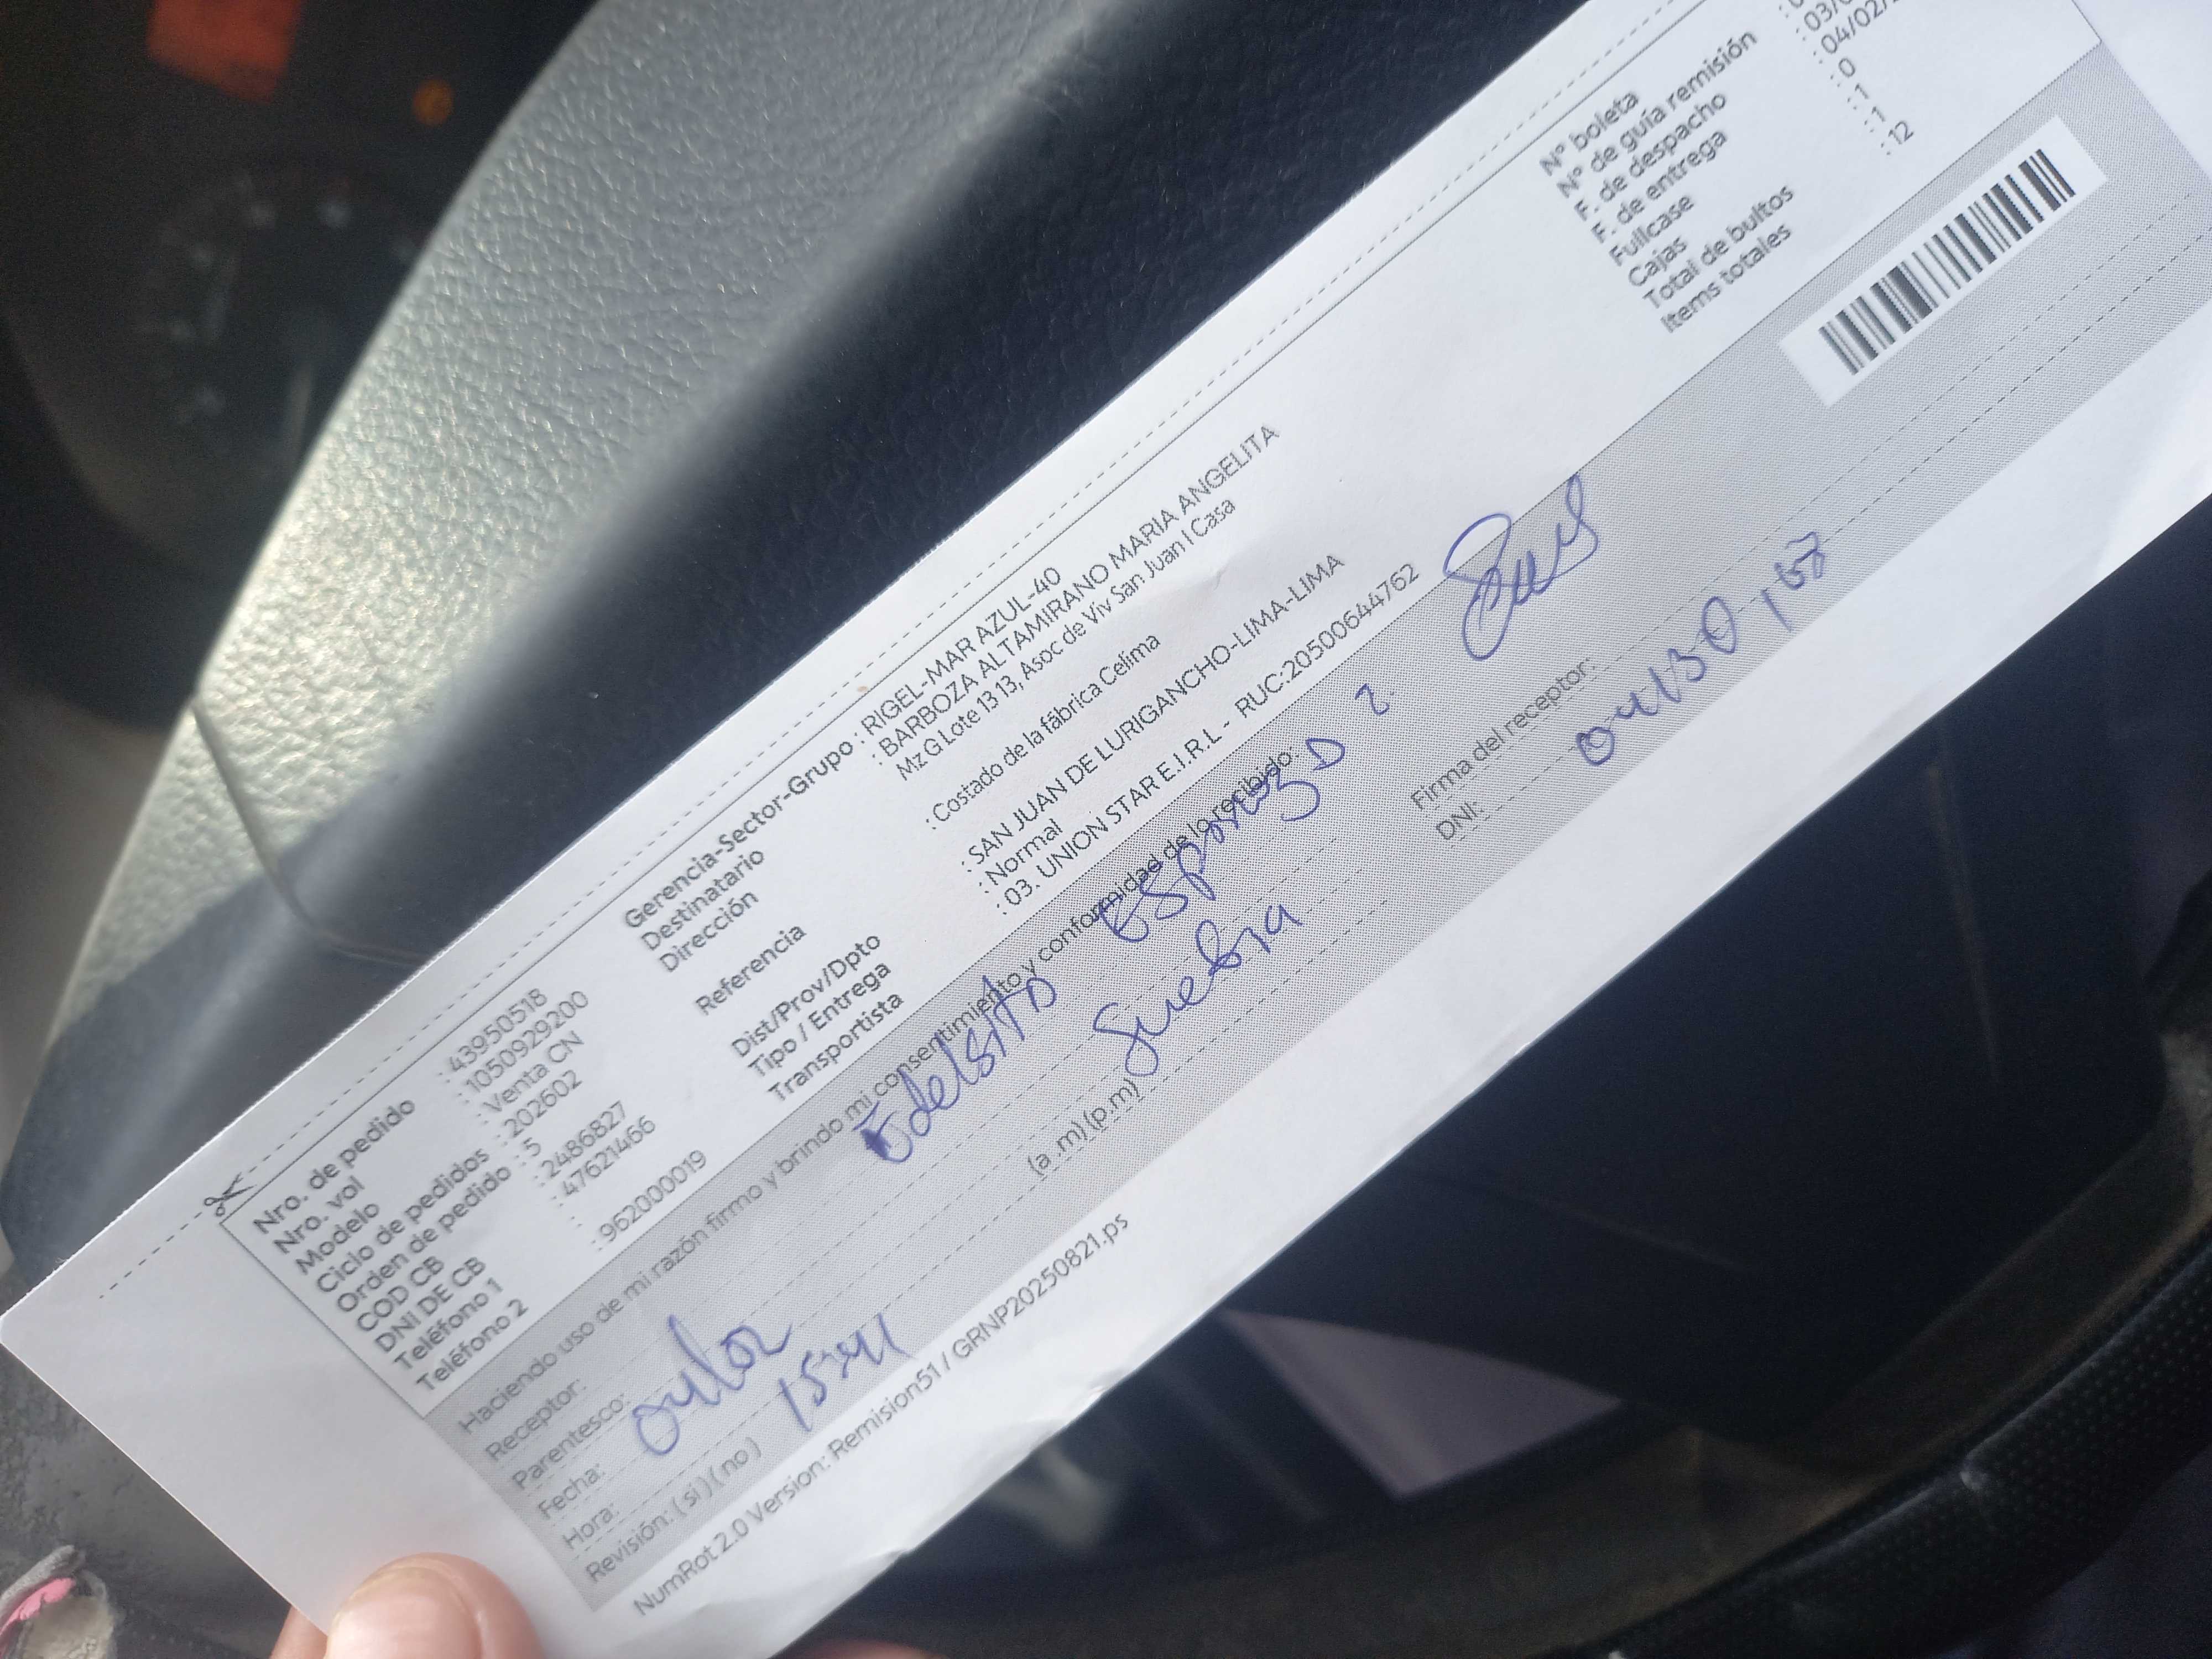 Nro. de pedido : 43950518
Nro. vol : 1050929200
Modelo : Venta CN
Ciclo de pedidos : 202602
Orden de pedido : 5
COD CB : 2486827
DNI DE CB : 47621466
Teléfono 1 :
Teléfono 2 : 962000019
Gerencia-Sector-Grupo : RIGEL-MAR AZUL-40
Destinatario : BARBOZA ALTAMIRANO MARIA ANGELITA
Dirección Mz G Lote 13 13, Asoc de Viv San Juan I Casa
Referencia : Costado de la fábrica Celima
Dist/Prov/Dpto : SAN JUAN DE LURIGANCHO-LIMA-LIMA
Tipo / Entrega : Normal
Transportista : 03. UNION STAR E.I.R.L - RUC:20500644762
N° boleta
N° de guía remisión
F. de despacho : 03/
F. de entrega : 04/02/
Fullcase : 0
Cajas : 1
Total de bultos : 1
Items totales : 12
Haciendo uso de mi razón firmo y brindo mi consentimiento y conformidad de lo recibido:
Receptor: Edelsito
Parentesco: Suebra
Fecha: 04/02
Hora: 15:41 (a .m) (p.m)
Revisión: ( si ) ( no )
Firma del receptor:
DNI:
NumRot 2.0 Version: Remision51 / GRNP20250821.ps